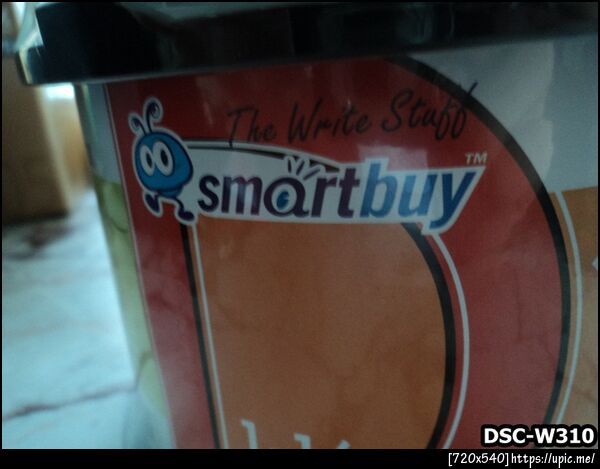 The Write Stuff
smartbuy™
DSC-W310
[720x540]https://upic.me/